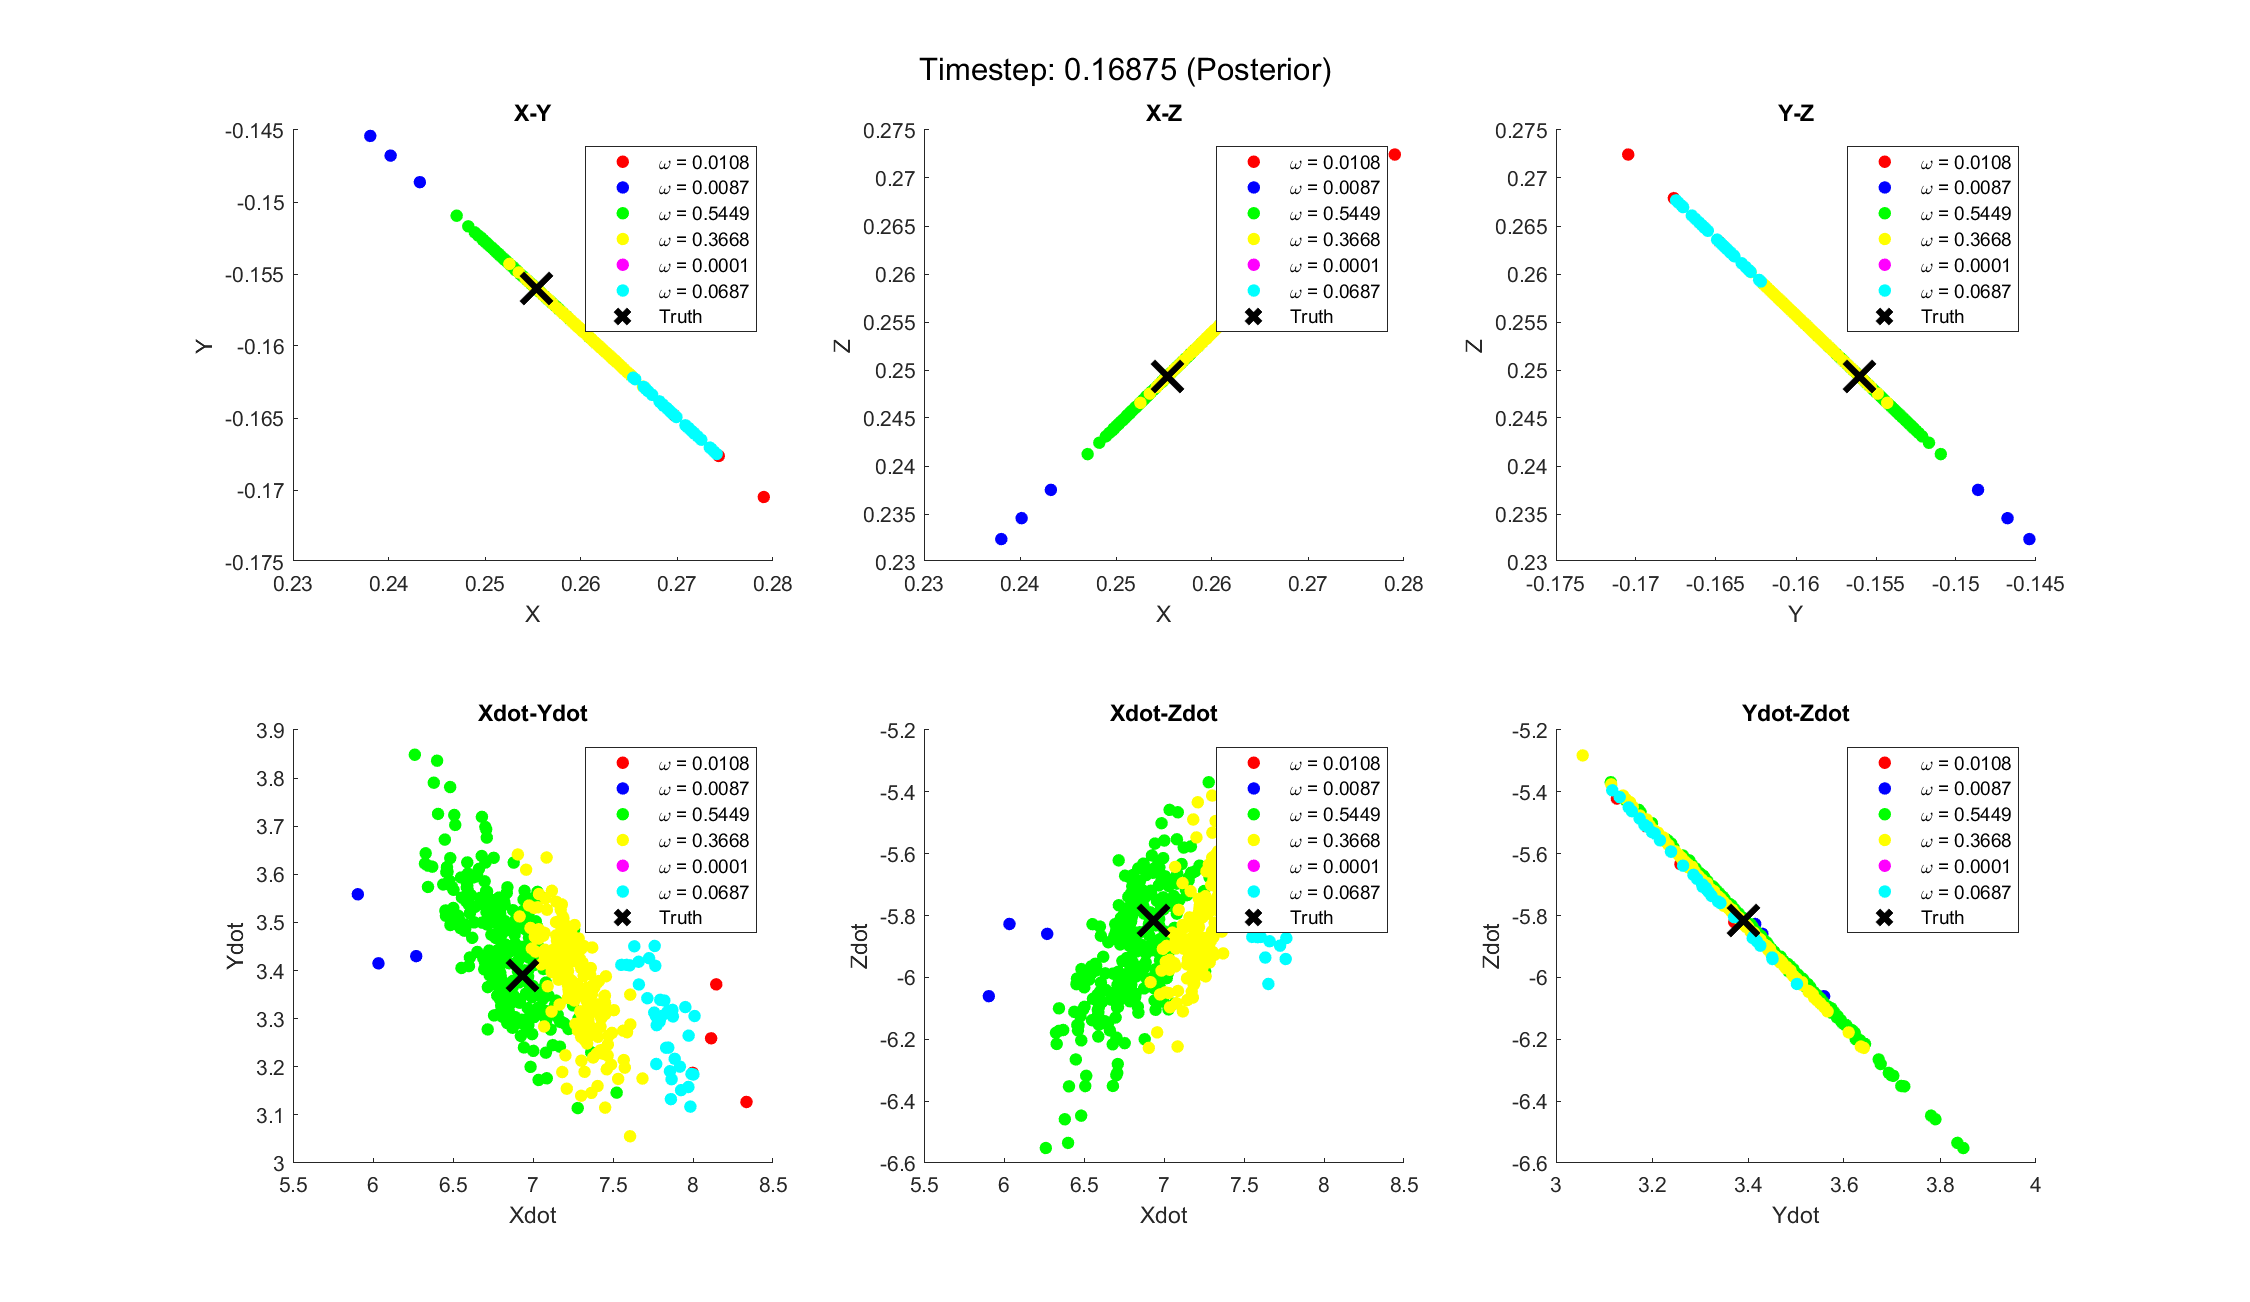 Timestep: 0.16875 (Posterior)
X-Y
-0.145
-0.15
-0.155
-0.16
-0.165
-0.17
-0.175
Y
0.23 0.24 0.25 0.26 0.27 0.28
X
ω = 0.0108
ω = 0.0087
ω = 0.5449
ω = 0.3668
ω = 0.0001
ω = 0.0687
Truth
X-Z
0.275
0.27
0.265
0.26
0.255
0.25
0.245
0.24
0.235
0.23
Z
0.23 0.24 0.25 0.26 0.27 0.28
X
ω = 0.0108
ω = 0.0087
ω = 0.5449
ω = 0.3668
ω = 0.0001
ω = 0.0687
Truth
Y-Z
0.275
0.27
0.265
0.26
0.255
0.25
0.245
0.24
0.235
0.23
Z
-0.175 -0.17 -0.165 -0.16 -0.155 -0.15 -0.145
Y
ω = 0.0108
ω = 0.0087
ω = 0.5449
ω = 0.3668
ω = 0.0001
ω = 0.0687
Truth
Xdot-Ydot
3.9
3.8
3.7
3.6
3.5
3.4
3.3
3.2
3.1
3
Ydot
5.5 6 6.5 7 7.5 8 8.5
Xdot
ω = 0.0108
ω = 0.0087
ω = 0.5449
ω = 0.3668
ω = 0.0001
ω = 0.0687
Truth
Xdot-Zdot
-5.2
-5.4
-5.6
-5.8
-6
-6.2
-6.4
-6.6
Zdot
5.5 6 6.5 7 7.5 8 8.5
Xdot
ω = 0.0108
ω = 0.0087
ω = 0.5449
ω = 0.3668
ω = 0.0001
ω = 0.0687
Truth
Ydot-Zdot
-5.2
-5.4
-5.6
-5.8
-6
-6.2
-6.4
-6.6
Zdot
3 3.2 3.4 3.6 3.8 4
Ydot
ω = 0.0108
ω = 0.0087
ω = 0.5449
ω = 0.3668
ω = 0.0001
ω = 0.0687
Truth